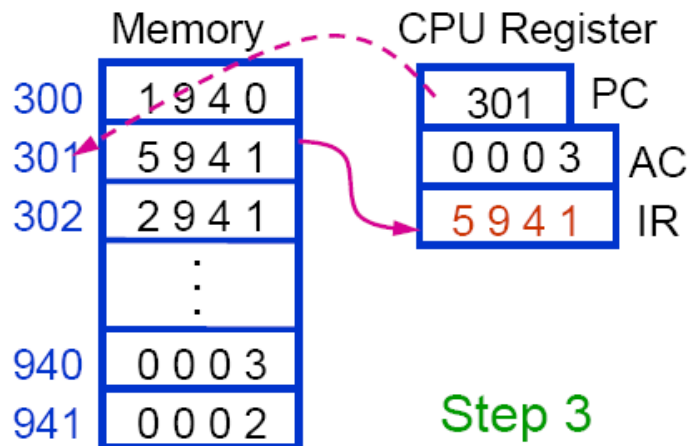 Memory
CPU Register
300 1 9 4 0
301 PC
301 5 9 4 1
0 0 0 3 AC
302 2 9 4 1
5 9 4 1 IR
940 0 0 0 3
941 0 0 0 2
Step 3